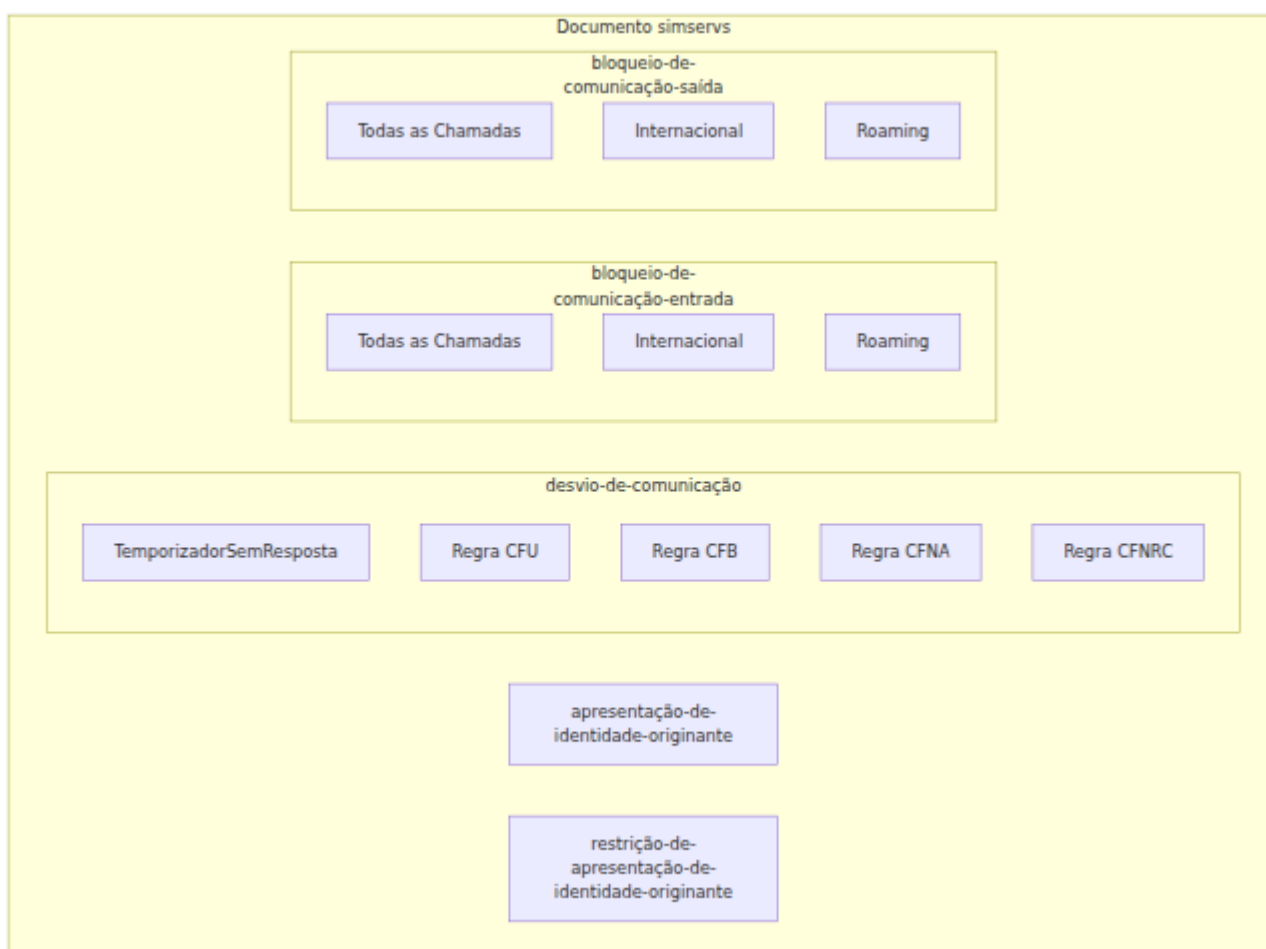 Documento simservs
bloqueio-de-
comunicação-saída
Todas as Chamadas
Internacional
Roaming
bloqueio-de-
comunicação-entrada
Todas as Chamadas
Internacional
Roaming
desvio-de-comunicação
TemporizadorSemResposta
Regra CFU
Regra CFB
Regra CFNA
Regra CFNRC
apresentação-de-
identidade-originante
restrição-de-
apresentação-de-
identidade-originante